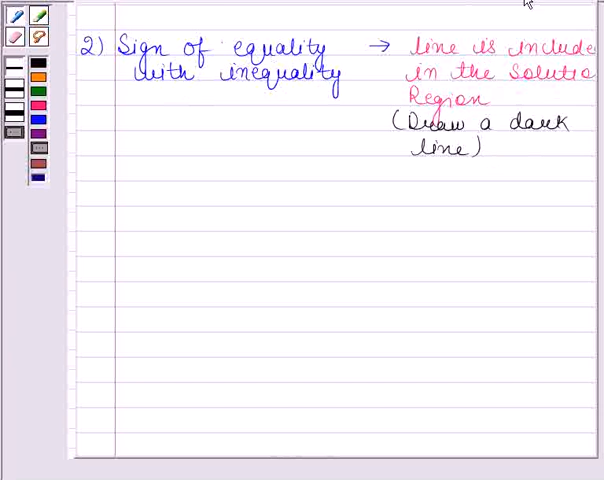 2) Sign of equality → line is include
with inequality in the Solutio
Region
(Draw a dark
line)